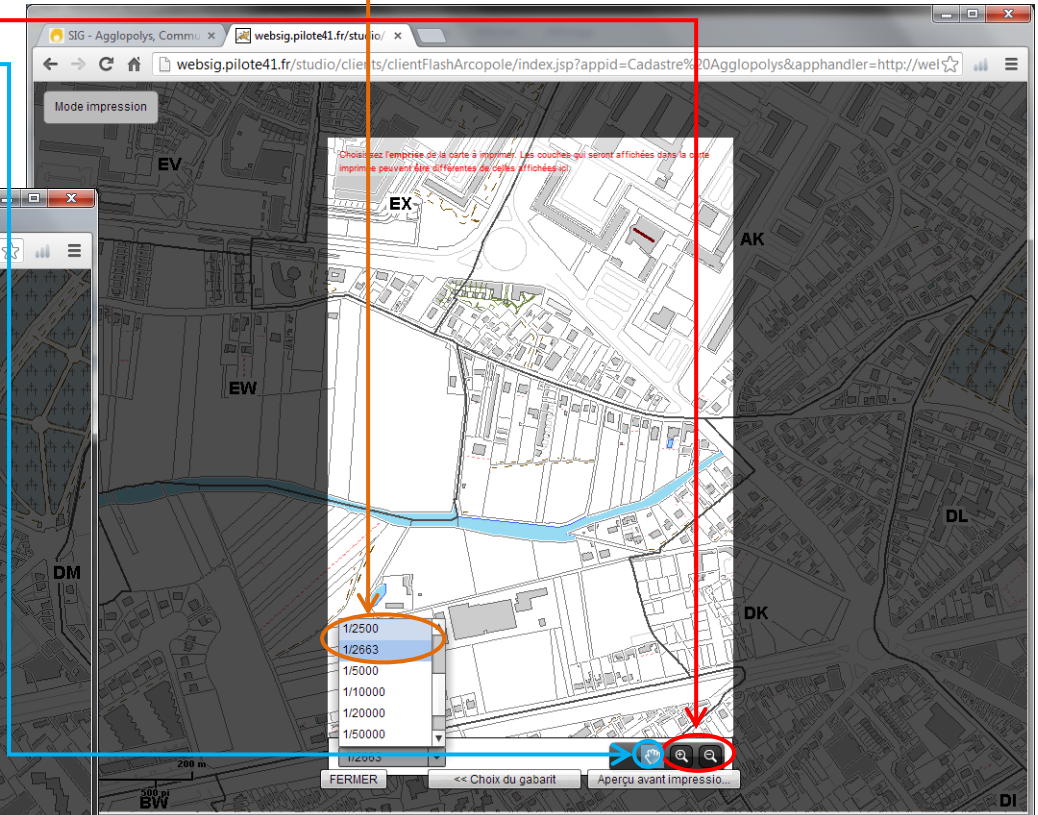 SIG - Agglopolys, Commu
websig.pilote41.fr/studio/
websig.pilote41.fr/studio/clients/clientFlashArcopole/index.jsp?appid=Cadastre%20Agglopolys&apphandler=http://wel
Mode impression
Choisissez l'emprise de la carte à imprimer. Les couches qui seront affichées dans la carte
imprimée peuvent être différentes de celles affichées ici.
EV
EX
AK
EW
DL
DM
DK
1/2500
1/2663
1/5000
1/10000
1/20000
1/50000
1/2663
200 m
500 pi
BW
FERMER
<< Choix du gabarit
Aperçu avant impressio...
DI